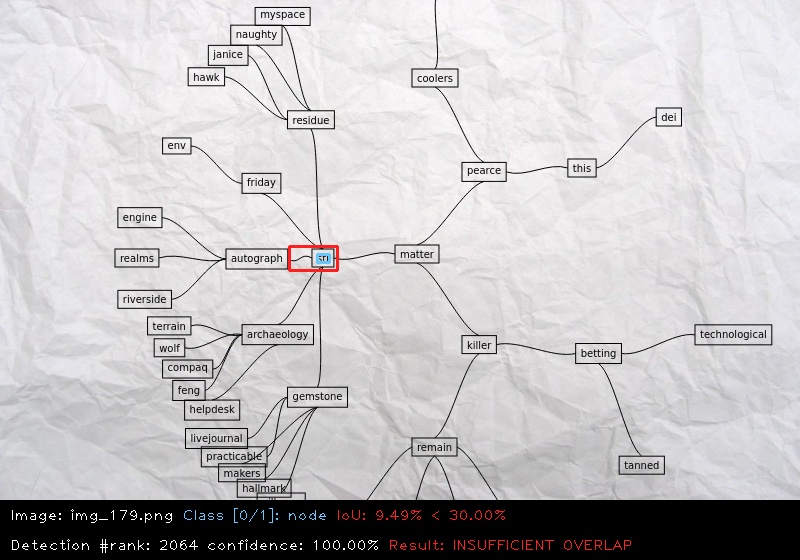 myspace
naughty
janice
hawk
residue
coolers
dei
env
friday
pearce
this
engine
realms
autograph
matter
riverside
terrain
wolf
compaq
feng
helpdesk
archaeology
killer
betting
technological
gemstone
livejournal
practicable
makers
hallmark
remain
tanned
Image: img_179.png Class [0/1]: node IoU: 9.49% < 30.00%
Detection #rank: 2064 confidence: 100.00% Result: INSUFFICIENT OVERLAP